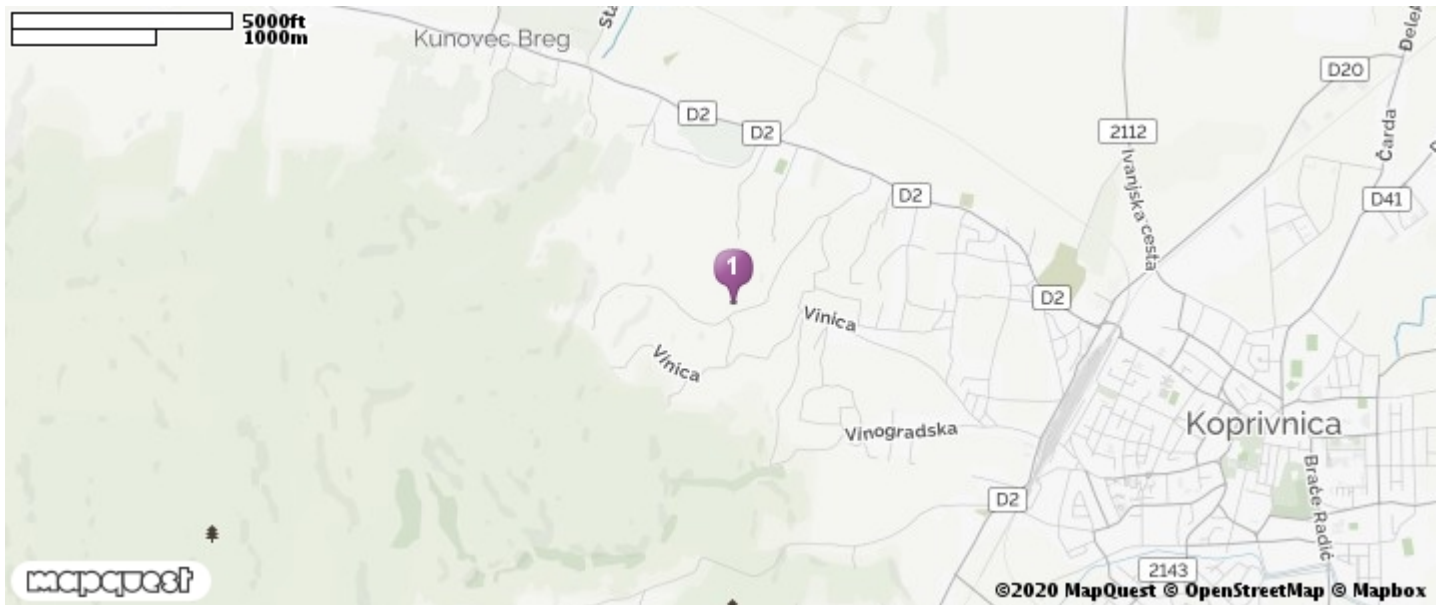 5000ft
1000m
Kunovec Breg
D2
D2
D20
2112
Čarda
Ivanjska cesta
D2
D41
1
D2
Vinica
Vinica
Koprivnica
Vinogradska
Braće Radić
D2
2143
mapquest
©2020 MapQuest © OpenStreetMap © Mapbox